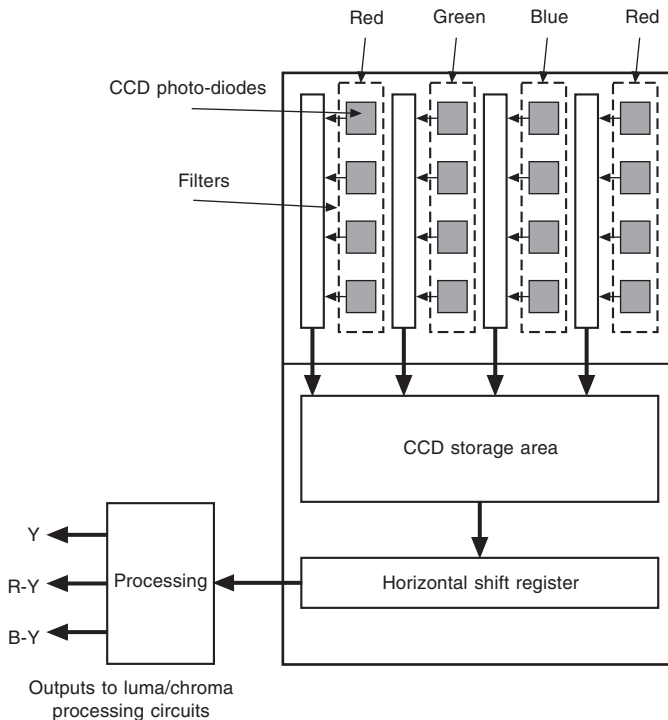 Red
Green
Blue
Red
CCD photo-diodes
Filters
CCD storage area
Horizontal shift register
Processing
Y
R-Y
B-Y
Outputs to luma/chroma
processing circuits